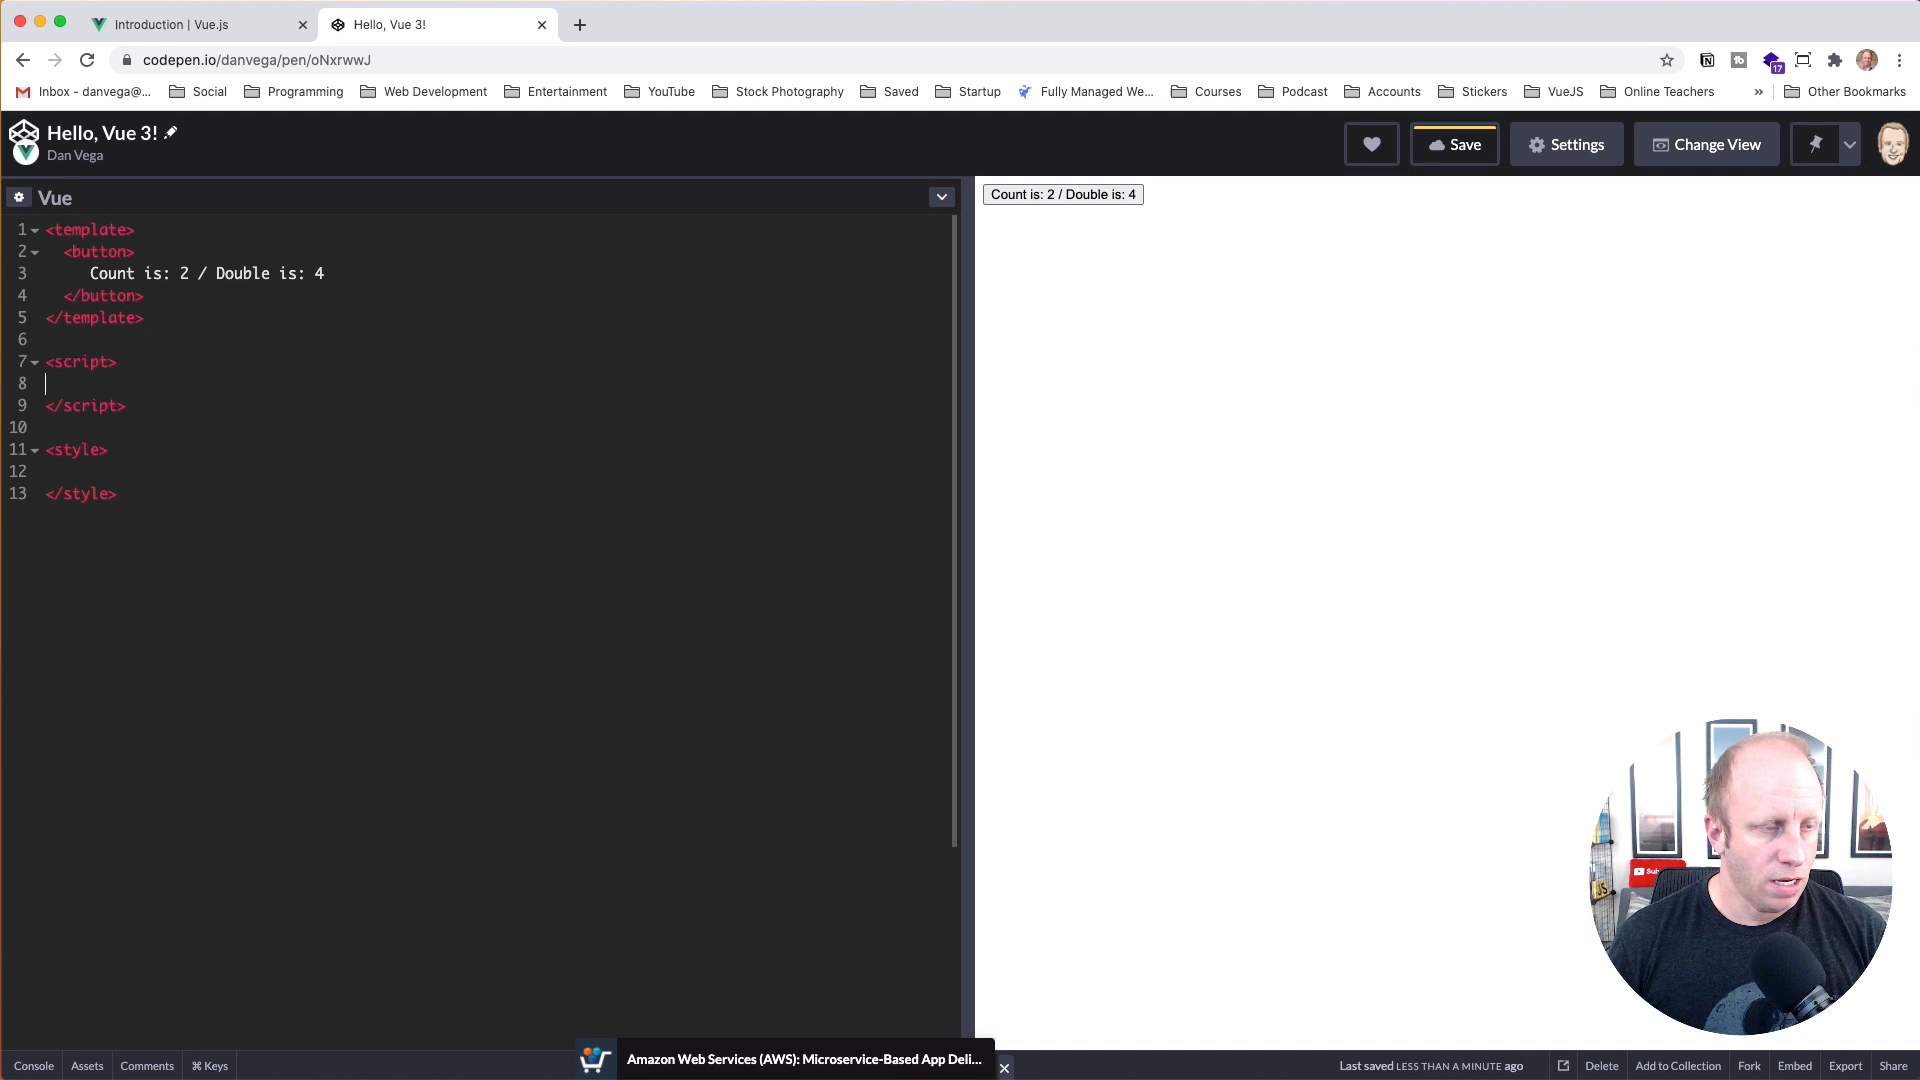 Introduction | Vue.js
Hello, Vue 3!
codepen.io/danvega/pen/oNxrwwJ
17
Inbox - danvega@...
Social
Programming
Web Development
Entertainment
YouTube
Stock Photography
Saved
Startup
Fully Managed We...
Courses
Podcast
Accounts
Stickers
VueJS
Online Teachers
»
Other Bookmarks
Hello, Vue 3!
Dan Vega
Save
Settings
Change View
Vue
1 <template>
2 <button>
3 Count is: 2 / Double is: 4
4 </button>
5 </template>
6
7 <script>
8
9 </script>
10
11 <style>
12
13 </style>
Count is: 2 / Double is: 4
JS
Console
Assets
Comments
⌘ Keys
Amazon Web Services (AWS): Microservice-Based App Deli...
Last saved LESS THAN A MINUTE ago
Delete
Add to Collection
Fork
Embed
Export
Share